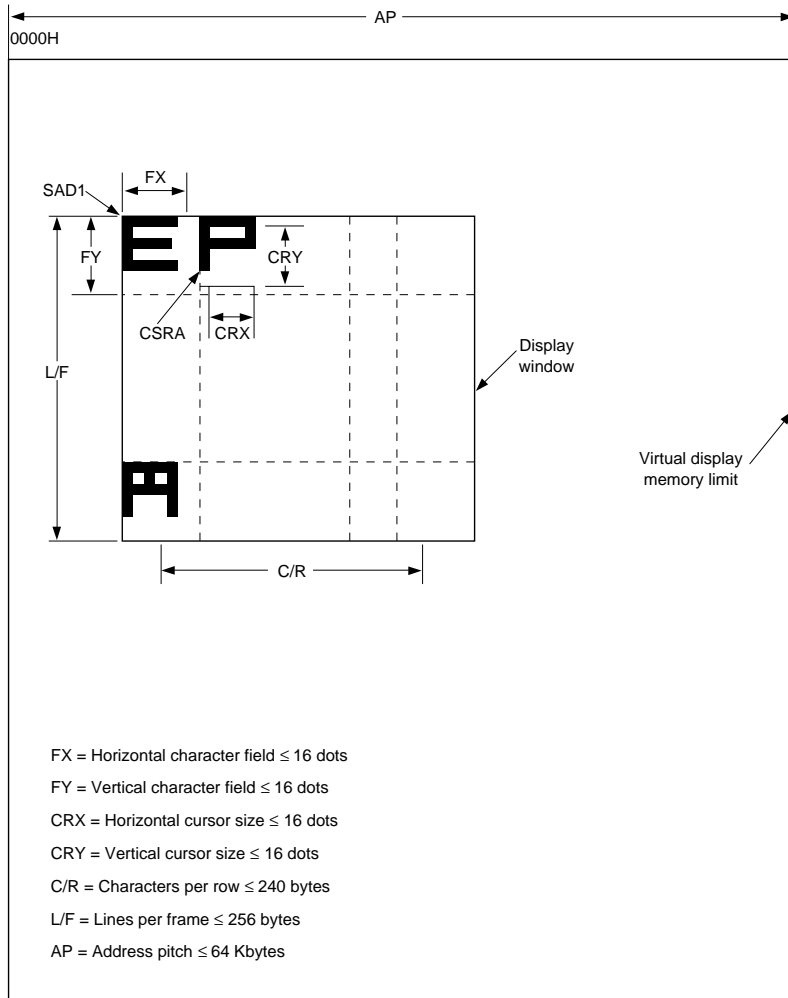 AP
0000H
FX
SAD1
E P
FY
CRY
CSRA
CRX
L/F
Display
window
Virtual display
memory limit
A
C/R
FX = Horizontal character field ≤ 16 dots
FY = Vertical character field ≤ 16 dots
CRX = Horizontal cursor size ≤ 16 dots
CRY = Vertical cursor size ≤ 16 dots
C/R = Characters per row ≤ 240 bytes
L/F = Lines per frame ≤ 256 bytes
AP = Address pitch ≤ 64 Kbytes